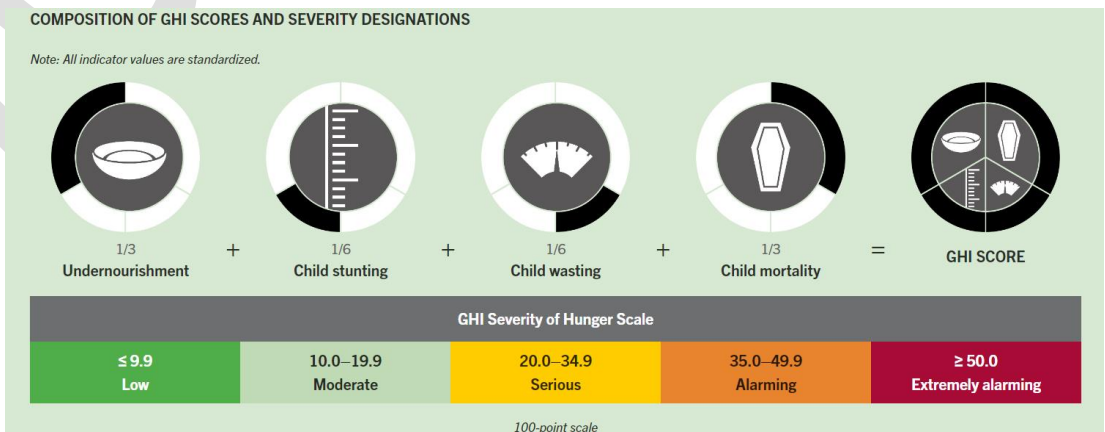 COMPOSITION OF GHI SCORES AND SEVERITY DESIGNATIONS
Note: All indicator values are standardized.
1/3 + 1/6 + 1/6 + 1/3 = GHI SCORE
Undernourishment Child stunting Child wasting Child mortality
GHI Severity of Hunger Scale
≤ 9.9 10.0–19.9 20.0–34.9 35.0–49.9 ≥ 50.0
Low Moderate Serious Alarming Extremely alarming
100-point scale